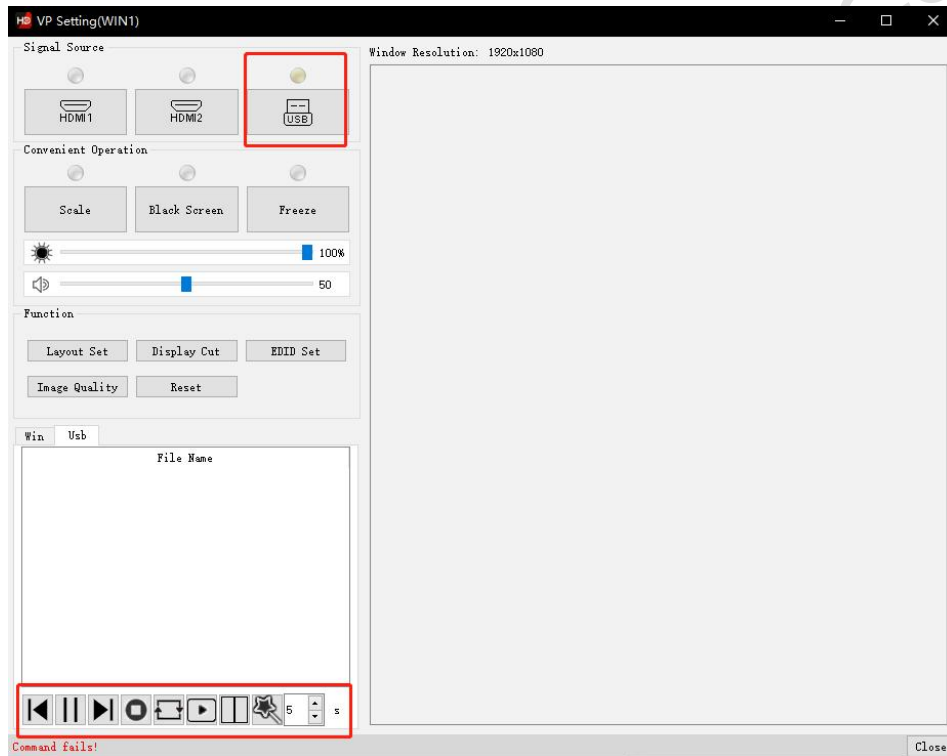 HD VP Setting(WIN1)
Signal Source
HDMI1 HDMI2 USB
Convenient Operation
Scale Black Screen Freeze
100%
50
Function
Layout Set Display Cut EDID Set
Image Quality Reset
Win Usb
File Name
5 s
Command fails!
Window Resolution: 1920x1080
Close